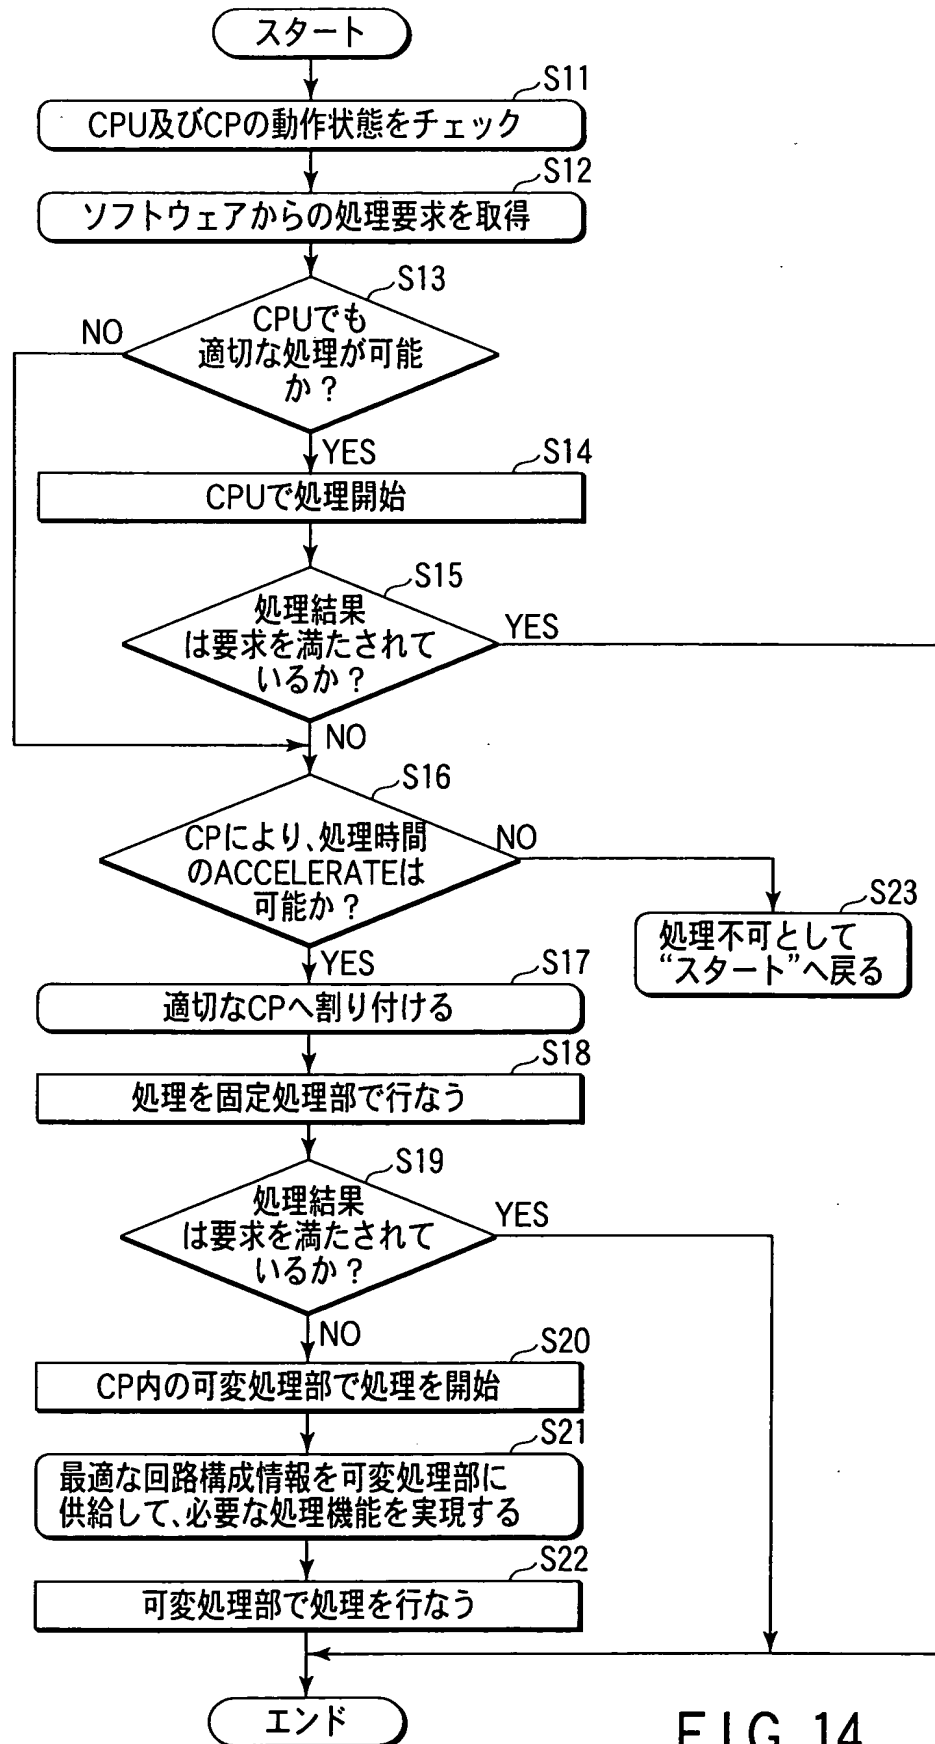 スタート
S11
CPU及びCPの動作状態をチェック
S12
ソフトウェアからの処理要求を取得
S13
CPUでも
適切な処理が可能
か？
NO
YES
S14
CPUで処理開始
S15
処理結果
は要求を満たされて
いるか？
YES
NO
S16
CPにより、処理時間
のACCELERATEは
可能か？
NO
S23
処理不可として
“スタート”へ戻る
YES
S17
適切なCPへ割り付ける
S18
処理を固定処理部で行なう
S19
処理結果
は要求を満たされて
いるか？
YES
NO
S20
CP内の可変処理部で処理を開始
S21
最適な回路構成情報を可変処理部に
供給して、必要な処理機能を実現する
S22
可変処理部で処理を行なう
エンド
FIG. 14